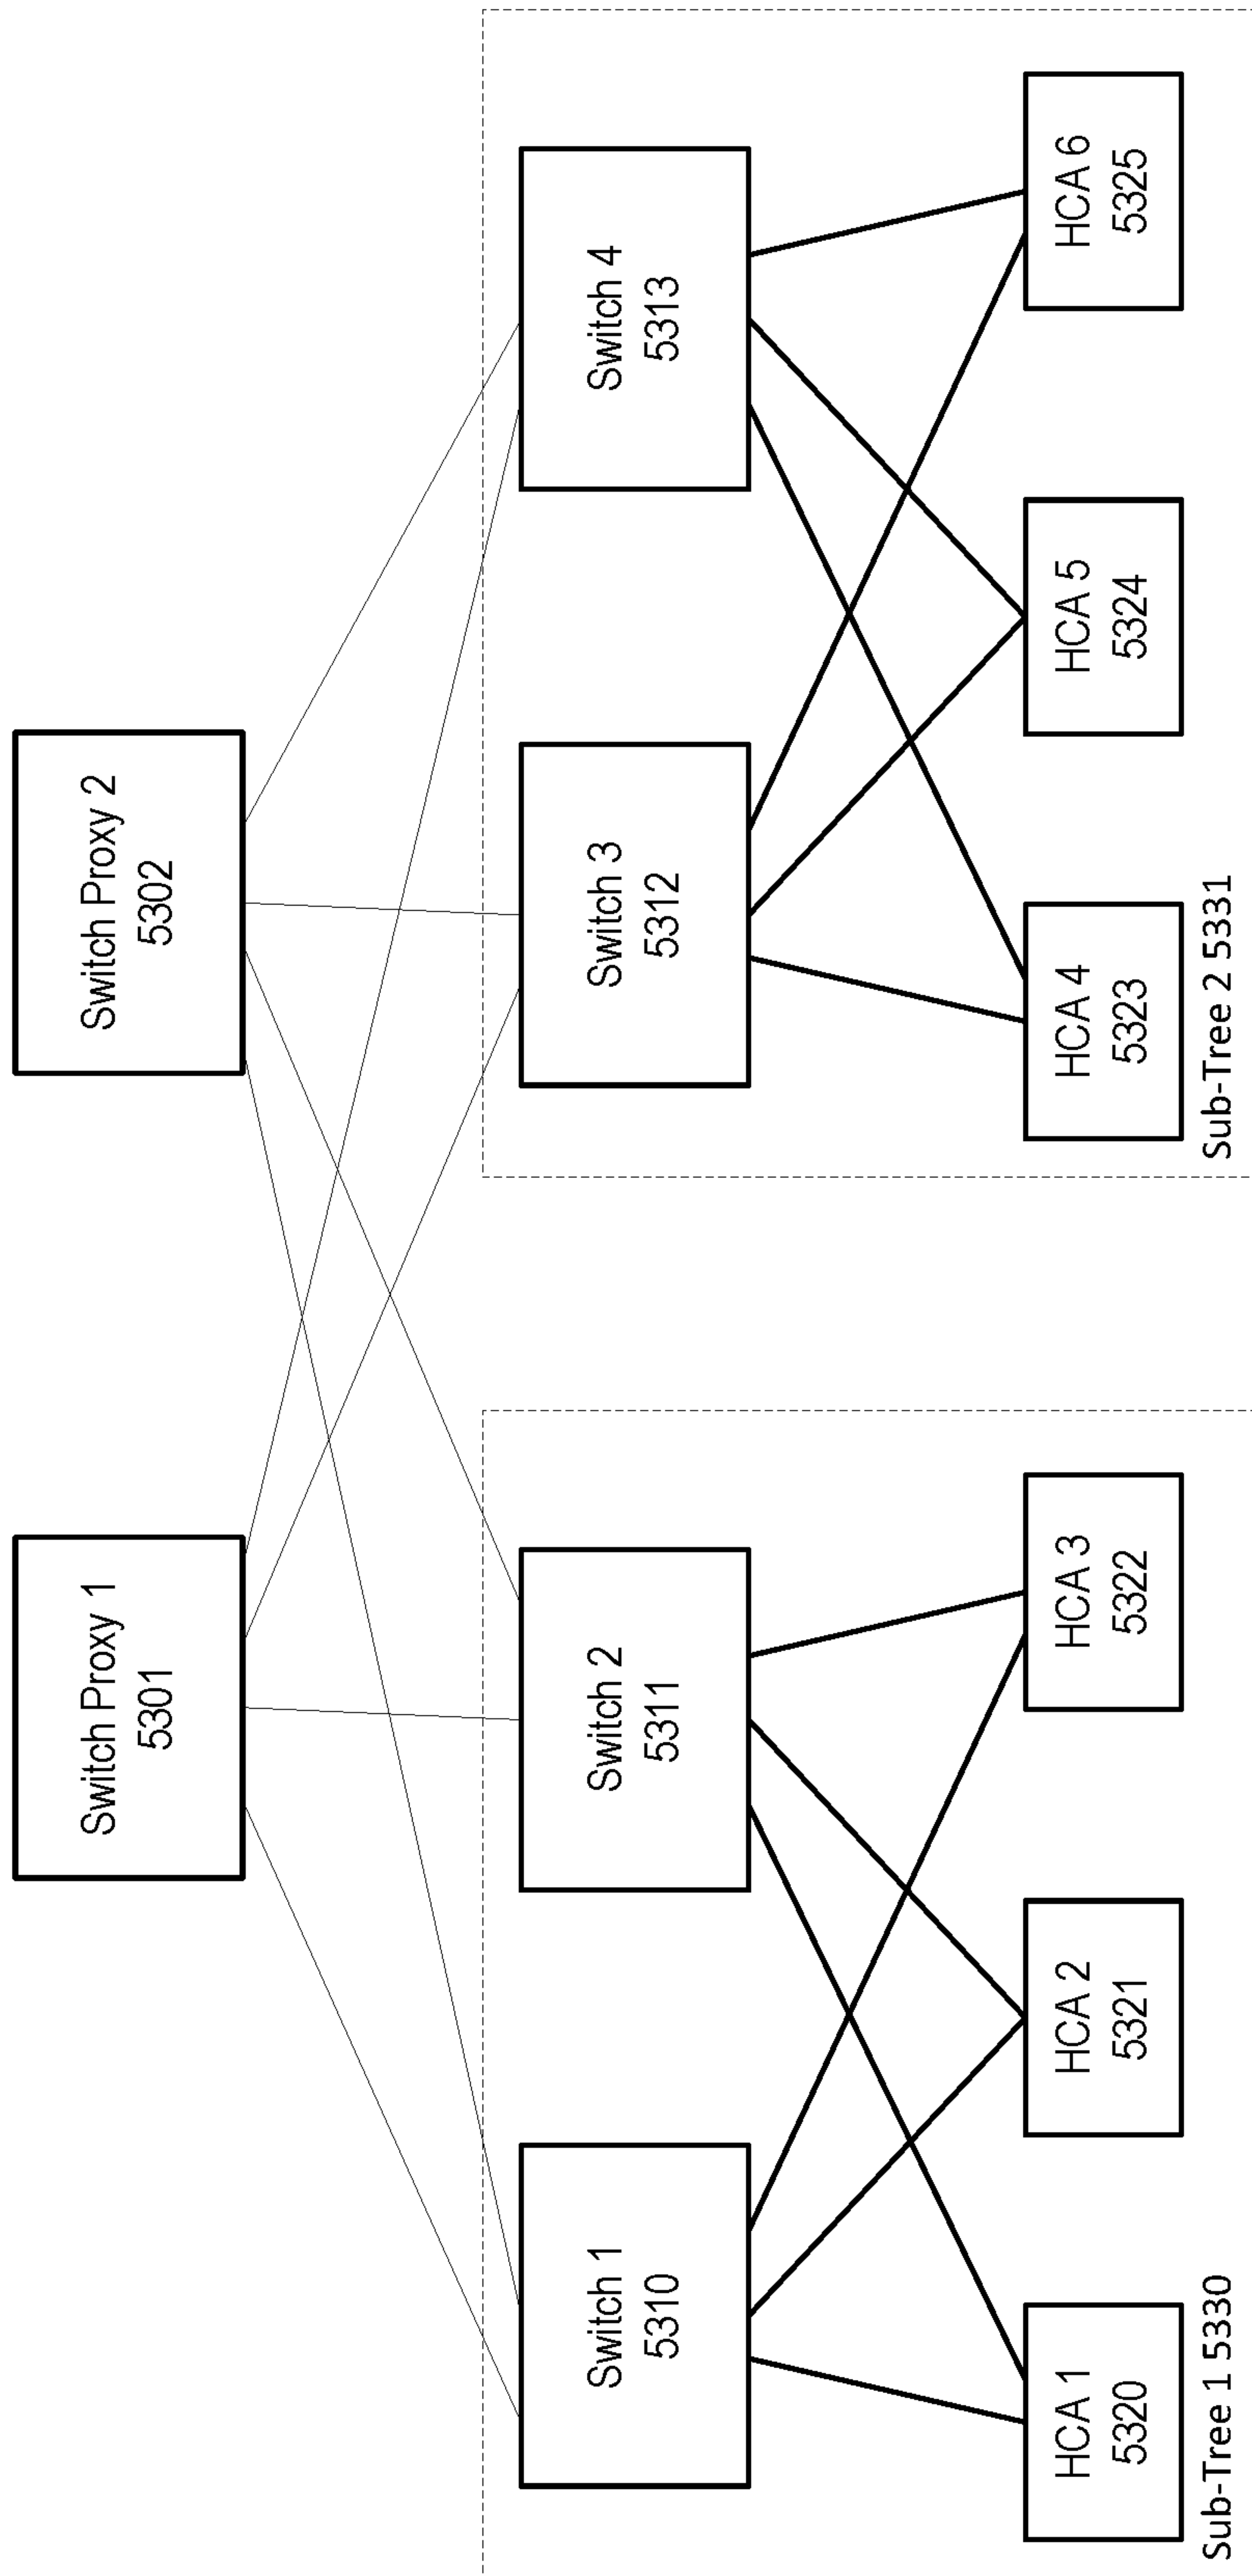 Switch Proxy 1
5301
Switch Proxy 2
5302
Switch 1
5310
Switch 2
5311
Switch 3
5312
Switch 4
5313
HCA 1
5320
HCA 2
5321
HCA 3
5322
HCA 4
5323
HCA 5
5324
HCA 6
5325
Sub-Tree 1 5330
Sub-Tree 2 5331